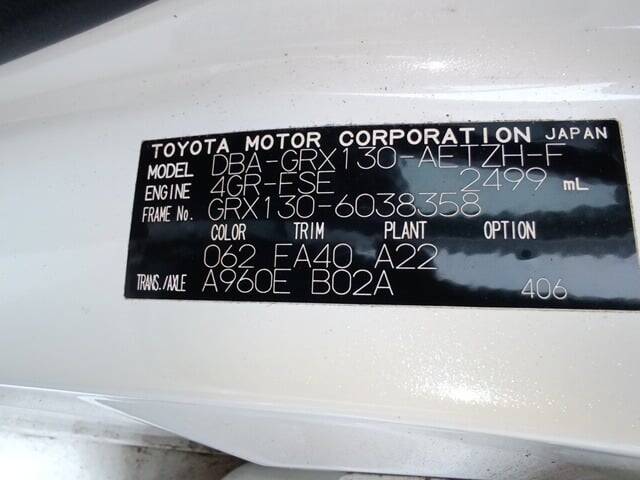 TOYOTA MOTOR CORPORATION JAPAN
MODEL DBA-GRX130-AETZH-F
ENGINE 4GR-FSE 2499 mL
FRAME No. GRX130-6038358
COLOR TRIM PLANT OPTION
062 FA40 A22
TRANS./AXLE A960E B02A 406